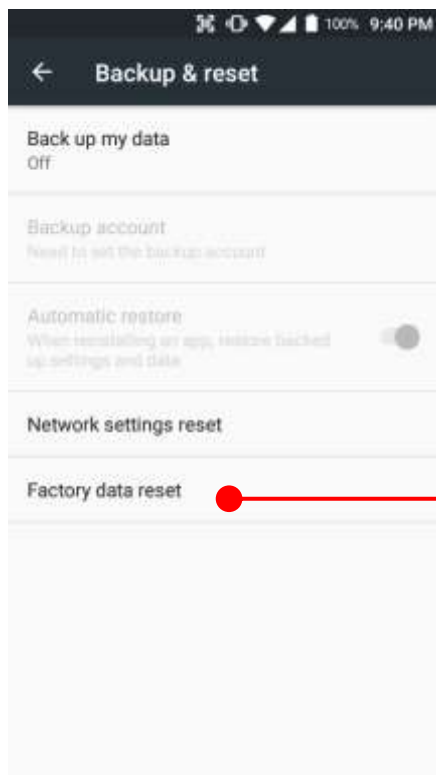 100% 9:40 PM
Backup & reset
Back up my data
Off
Backup account
Need to set the backup account
Automatic restore
When reinstalling an app, restore backed
up settings and data
Network settings reset
Factory data reset